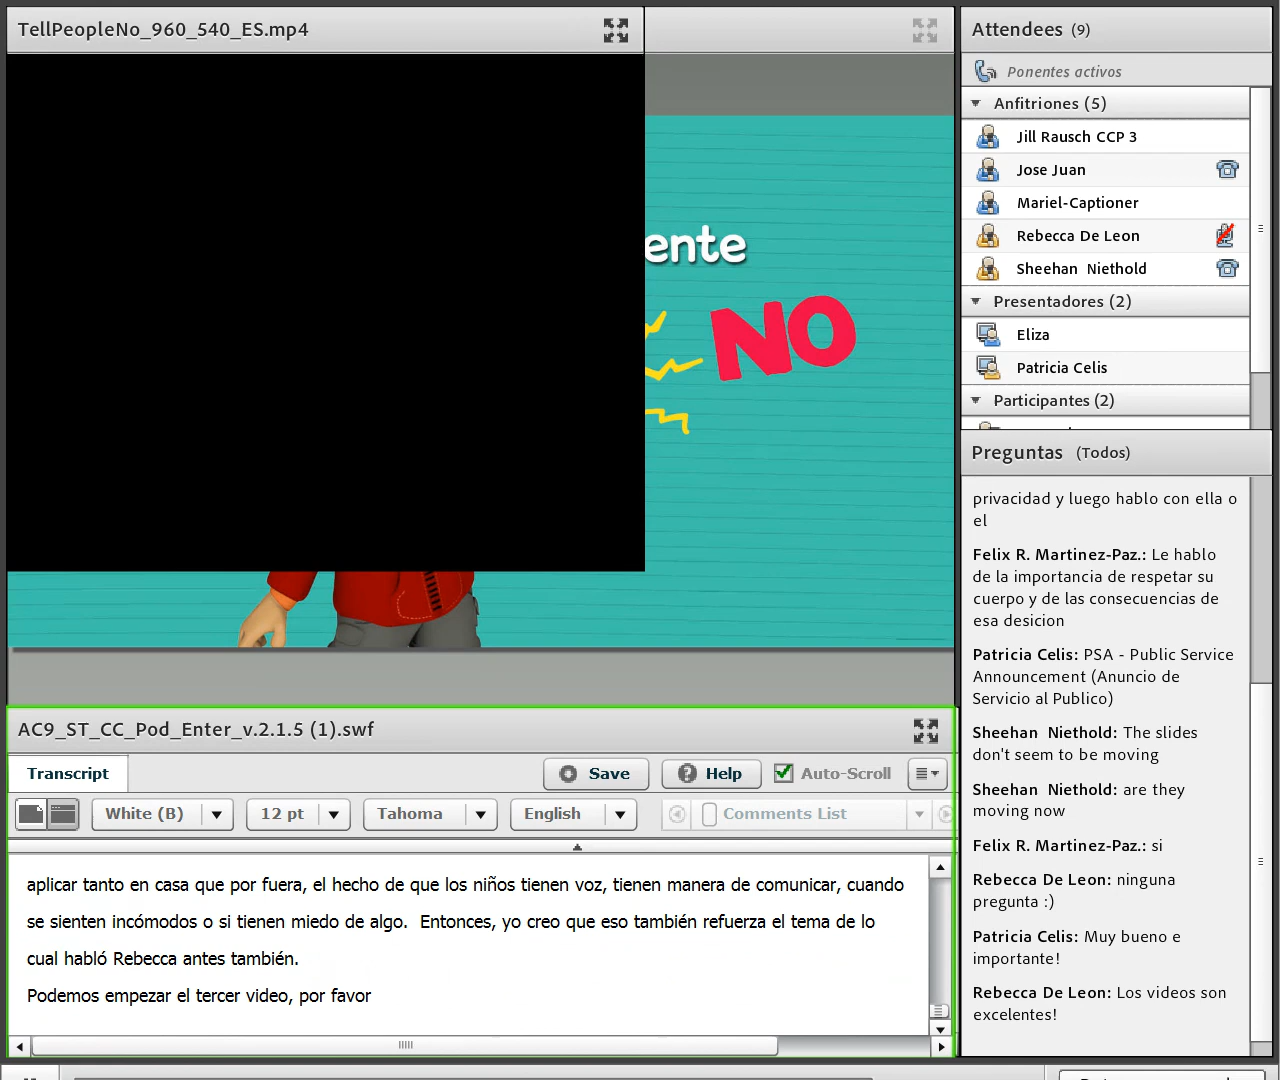 TellPeopleNo_960_540_ES.mp4
ente
NO
AC9_ST_CC_Pod_Enter_v.2.1.5 (1).swf
Transcript
Save
Help
Auto-Scroll
White (B)
12 pt
Tahoma
English
Comments List
aplicar tanto en casa que por fuera, el hecho de que los niños tienen voz, tienen manera de comunicar, cuando
se sienten incómodos o si tienen miedo de algo.  Entonces, yo creo que eso también refuerza el tema de lo
cual habló Rebecca antes también.
Podemos empezar el tercer video, por favor
Attendees (9)
Ponentes activos
Anfitriones (5)
Jill Rausch CCP 3
Jose Juan
Mariel-Captioner
Rebecca De Leon
Sheehan  Niethold
Presentadores (2)
Eliza
Patricia Celis
Participantes (2)
Preguntas (Todos)
privacidad y luego hablo con ella o
el
Felix R. Martinez-Paz.: Le hablo
de la importancia de respetar su
cuerpo y de las consecuencias de
esa desicion
Patricia Celis: PSA - Public Service
Announcement (Anuncio de
Servicio al Publico)
Sheehan  Niethold: The slides
don't seem to be moving
Sheehan  Niethold: are they
moving now
Felix R. Martinez-Paz.: si
Rebecca De Leon: ninguna
pregunta :)
Patricia Celis: Muy bueno e
importante!
Rebecca De Leon: Los videos son
excelentes!